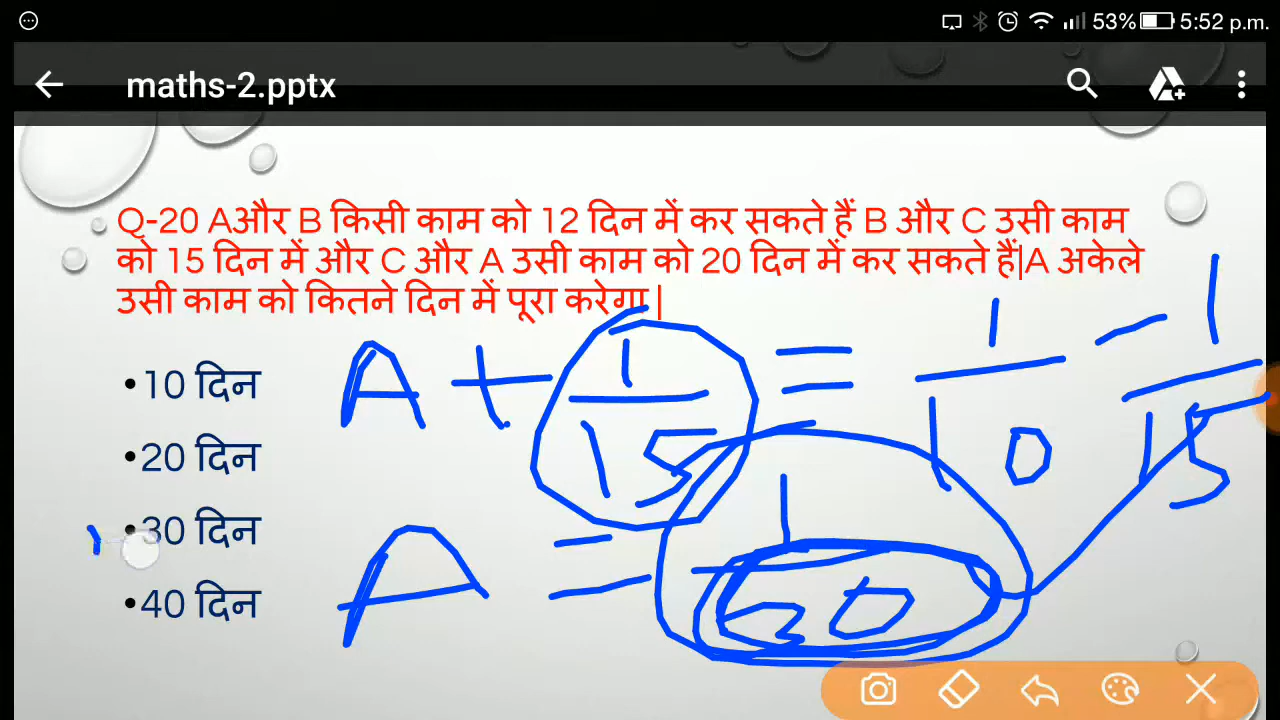 53% 5:52 p.m.
maths-2.pptx
Q-20 Aऔर B किसी काम को 12 दिन में कर सकते हैं B और C उसी काम
को 15 दिन में और C और A उसी काम को 20 दिन में कर सकते हैं|A अकेले
उसी काम को कितने दिन में पूरा करेगा |
•10 दिन
•20 दिन
•30 दिन
•40 दिन
A + 1/15 = 1/10 - 1/15
A = 1/30